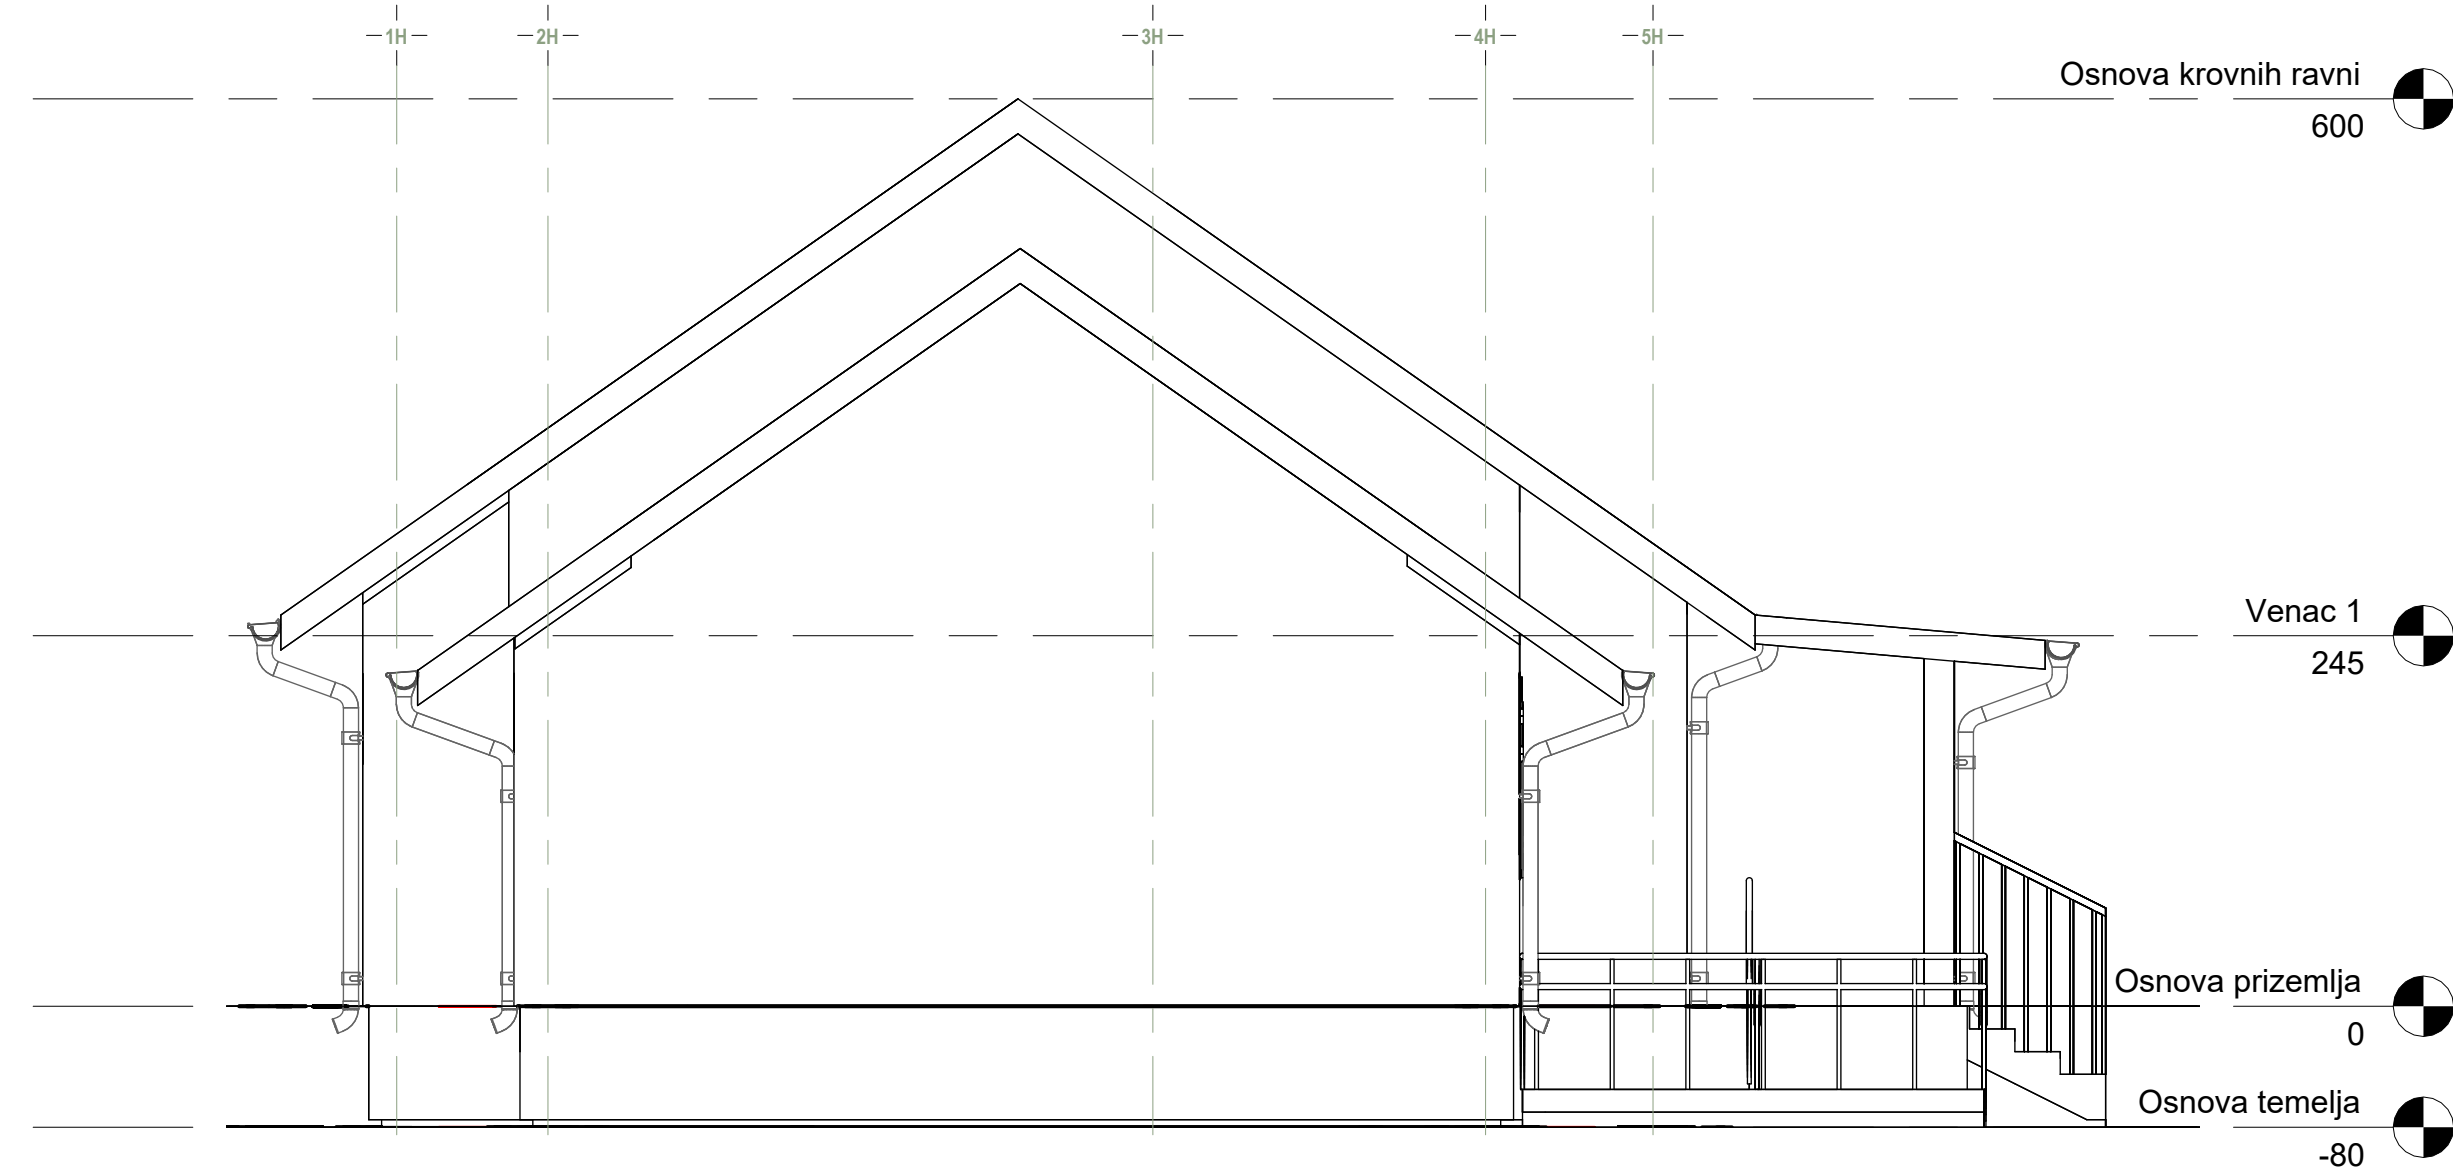 1H 2H 3H 4H 5H
Osnova krovnih ravni
600
Venac 1
245
Osnova prizemlja
0
Osnova temelja
-80